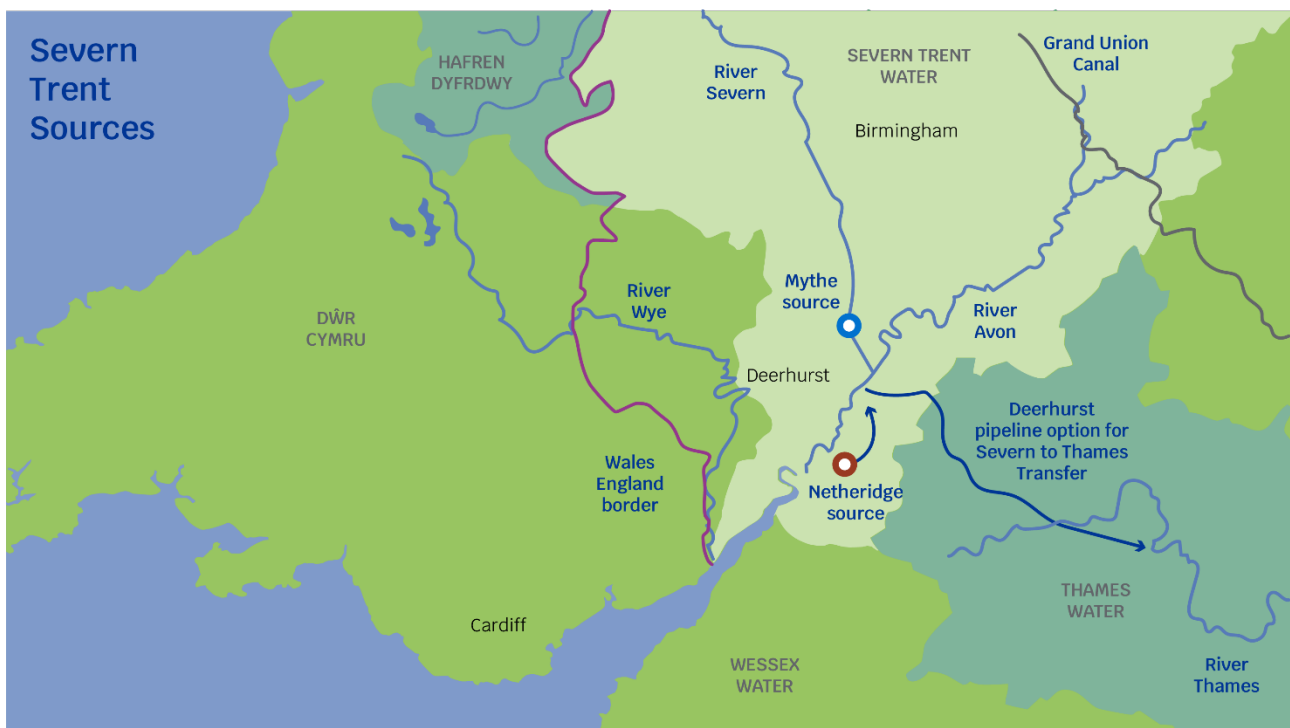 Severn
Trent
Sources
HAFREN
DYFRDWY
River
Severn
SEVERN TRENT
WATER
Grand Union
Canal
Birmingham
DŴR
CYMRU
River
Wye
Mythe
source
River
Avon
Deerhurst
Deerhurst
pipeline option for
Severn to Thames
Transfer
Wales
England
border
Netheridge
source
THAMES
WATER
Cardiff
WESSEX
WATER
River
Thames